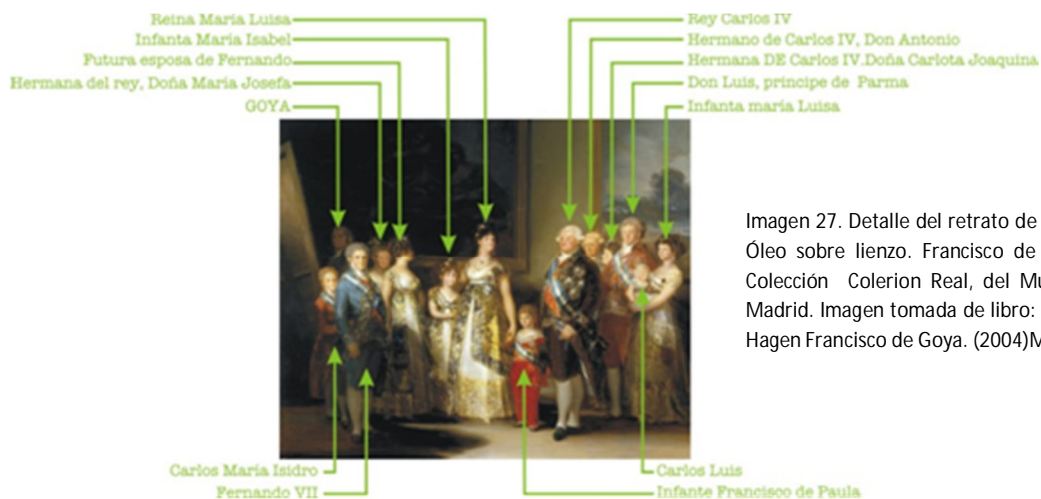 Reina María Luisa
Infanta María Isabel
Futura esposa de Fernando
Hermana del rey, Doña María Josefa
GOYA
Rey Carlos IV
Hermano de Carlos IV, Don Antonio
Hermana DE Carlos IV.Doña Carlota Joaquina
Don Luis, príncipe de Parma
Infanta maría Luisa
Carlos María Isidro
Fernando VII
Carlos Luis
Infante Francisco de Paula
Imagen 27. Detalle del retrato de
Óleo sobre lienzo. Francisco de
Colección Colerion Real, del
Madrid. Imagen tomada de libro:
Hagen Francisco de Goya. (2004)